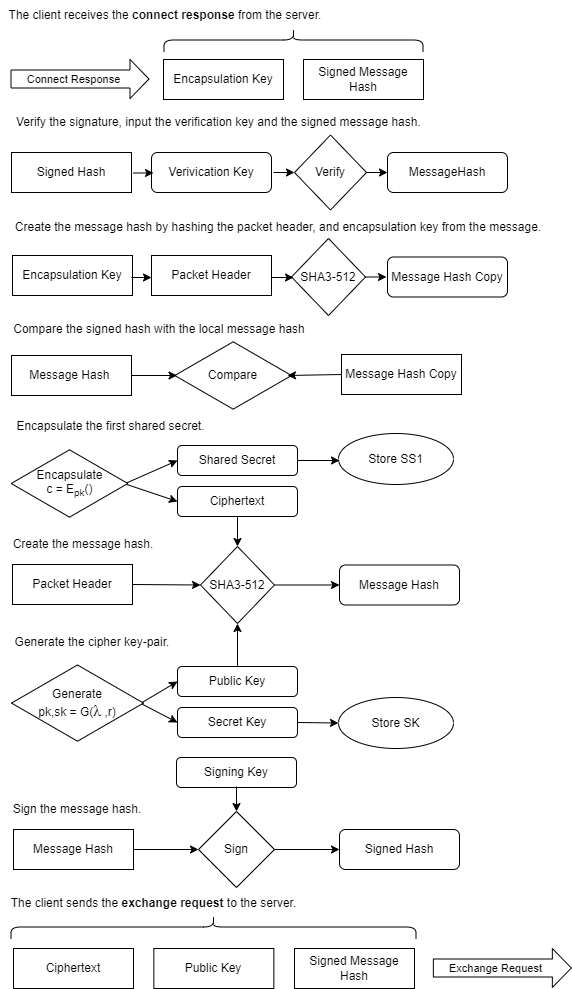 The client receives the connect response from the server.
Connect Response
Encapsulation Key
Signed Message
Hash
Verify the signature, input the verification key and the signed message hash.
Signed Hash
Verivication Key
Verify
MessageHash
Create the message hash by hashing the packet header, and encapsulation key from the message.
Encapsulation Key
Packet Header
SHA3-512
Message Hash Copy
Compare the signed hash with the local message hash
Message Hash
Compare
Message Hash Copy
Encapsulate the first shared secret.
Encapsulate
c = Epk()
Shared Secret
Store SS1
Ciphertext
Create the message hash.
Packet Header
SHA3-512
Message Hash
Generate the cipher key-pair.
Generate
pk,sk = G(λ ,r)
Public Key
Secret Key
Store SK
Signing Key
Sign the message hash.
Message Hash
Sign
Signed Hash
The client sends the exchange request to the server.
Ciphertext
Public Key
Signed Message
Hash
Exchange Request